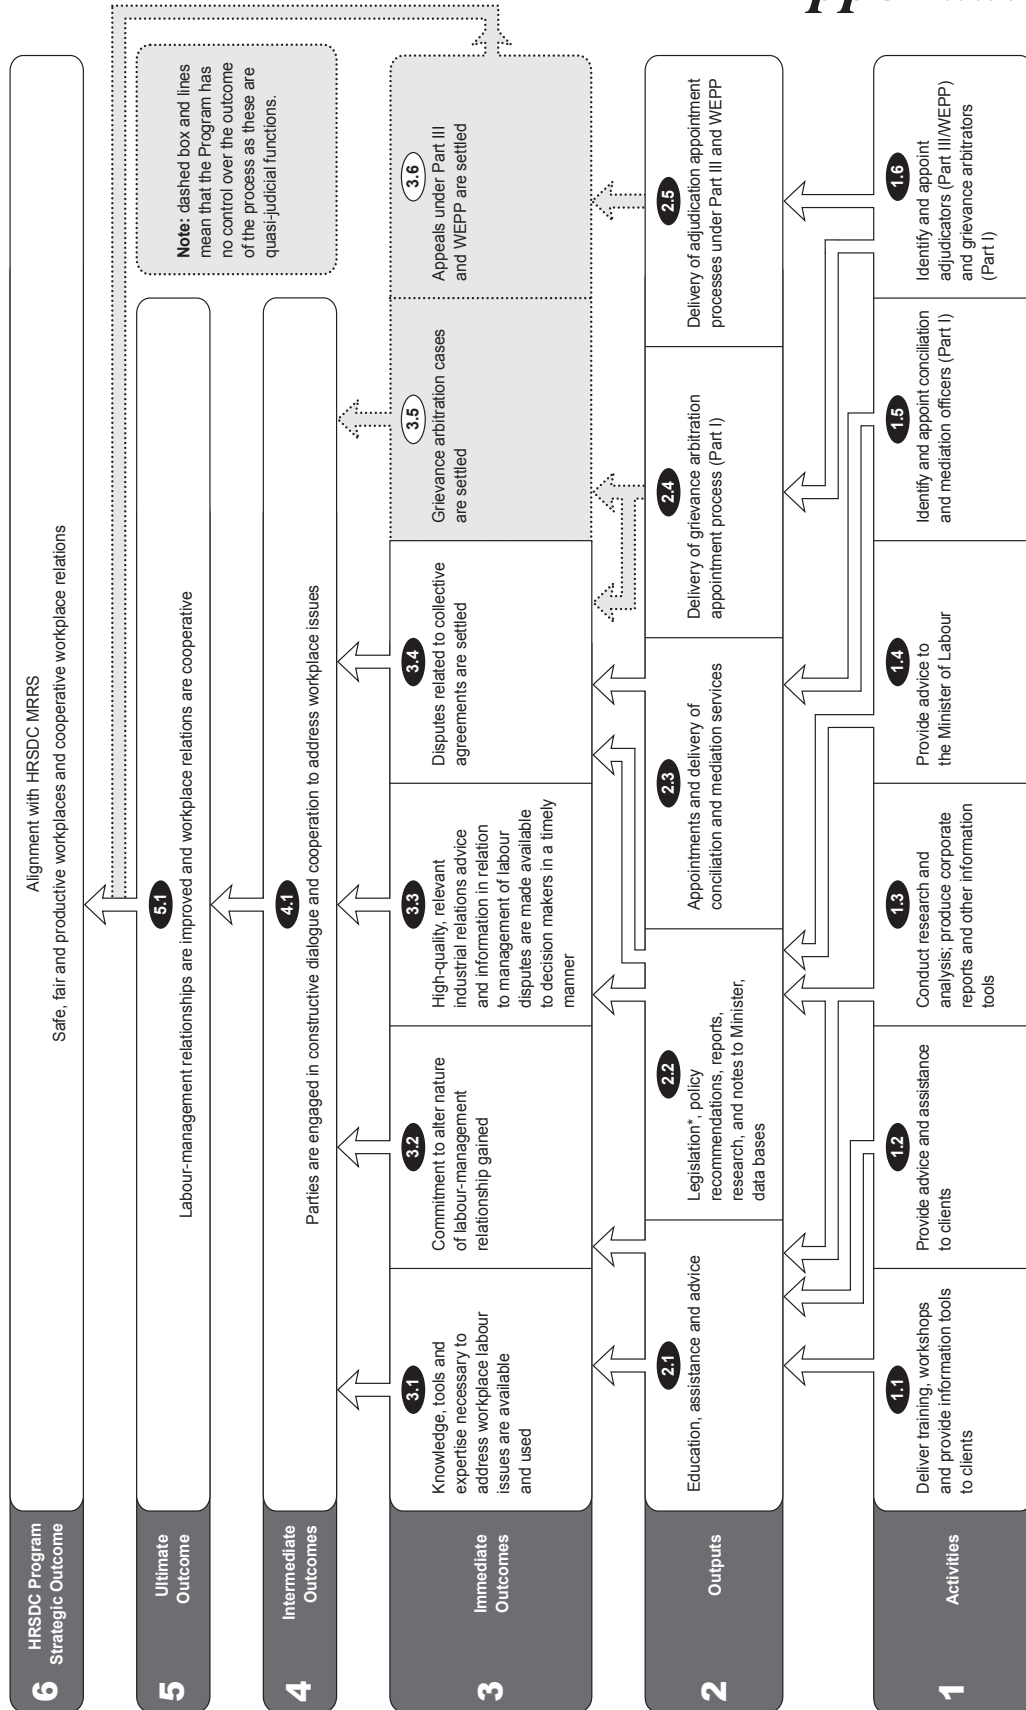 6
HRSDC Program
Strategic Outcome
Alignment with HRSDC MRRS
Safe, fair and productive workplaces and cooperative workplace relations
5
Ultimate
Outcome
5.1
Labour-management relationships are improved and workplace relations are cooperative
Note: dashed box and lines
mean that the Program has
no control over the outcome
of the process as these are
quasi-judicial functions.
4
Intermediate
Outcomes
4.1
Parties are engaged in constructive dialogue and cooperation to address workplace issues
3
Immediate
Outcomes
3.1
Knowledge, tools and
expertise necessary to
address workplace labour
issues are available
and used
3.2
Commitment to alter nature
of labour-management
relationship gained
3.3
High-quality, relevant
industrial relations advice
and information in relation
to management of labour
disputes are made available
to decision makers in a timely
manner
3.4
Disputes related to collective
agreements are settled
3.5
Grievance arbitration cases
are settled
3.6
Appeals under Part III
and WEPP are settled
2
Outputs
2.1
Education, assistance and advice
2.2
Legislation*, policy
recommendations, reports,
research, and notes to Minister,
data bases
2.3
Appointments and delivery of
conciliation and mediation services
2.4
Delivery of grievance arbitration
appointment process (Part I)
2.5
Delivery of adjudication appointment
processes under Part III and WEPP
1
Activities
1.1
Deliver training, workshops
and provide information tools
to clients
1.2
Provide advice and assistance
to clients
1.3
Conduct research and
analysis; produce corporate
reports and other information
tools
1.4
Provide advice to
the Minister of Labour
1.5
Identify and appoint conciliation
and mediation officers (Part I)
1.6
Identify and appoint
adjudicators (Part III/WEPP)
and grievance arbitrators
(Part I)